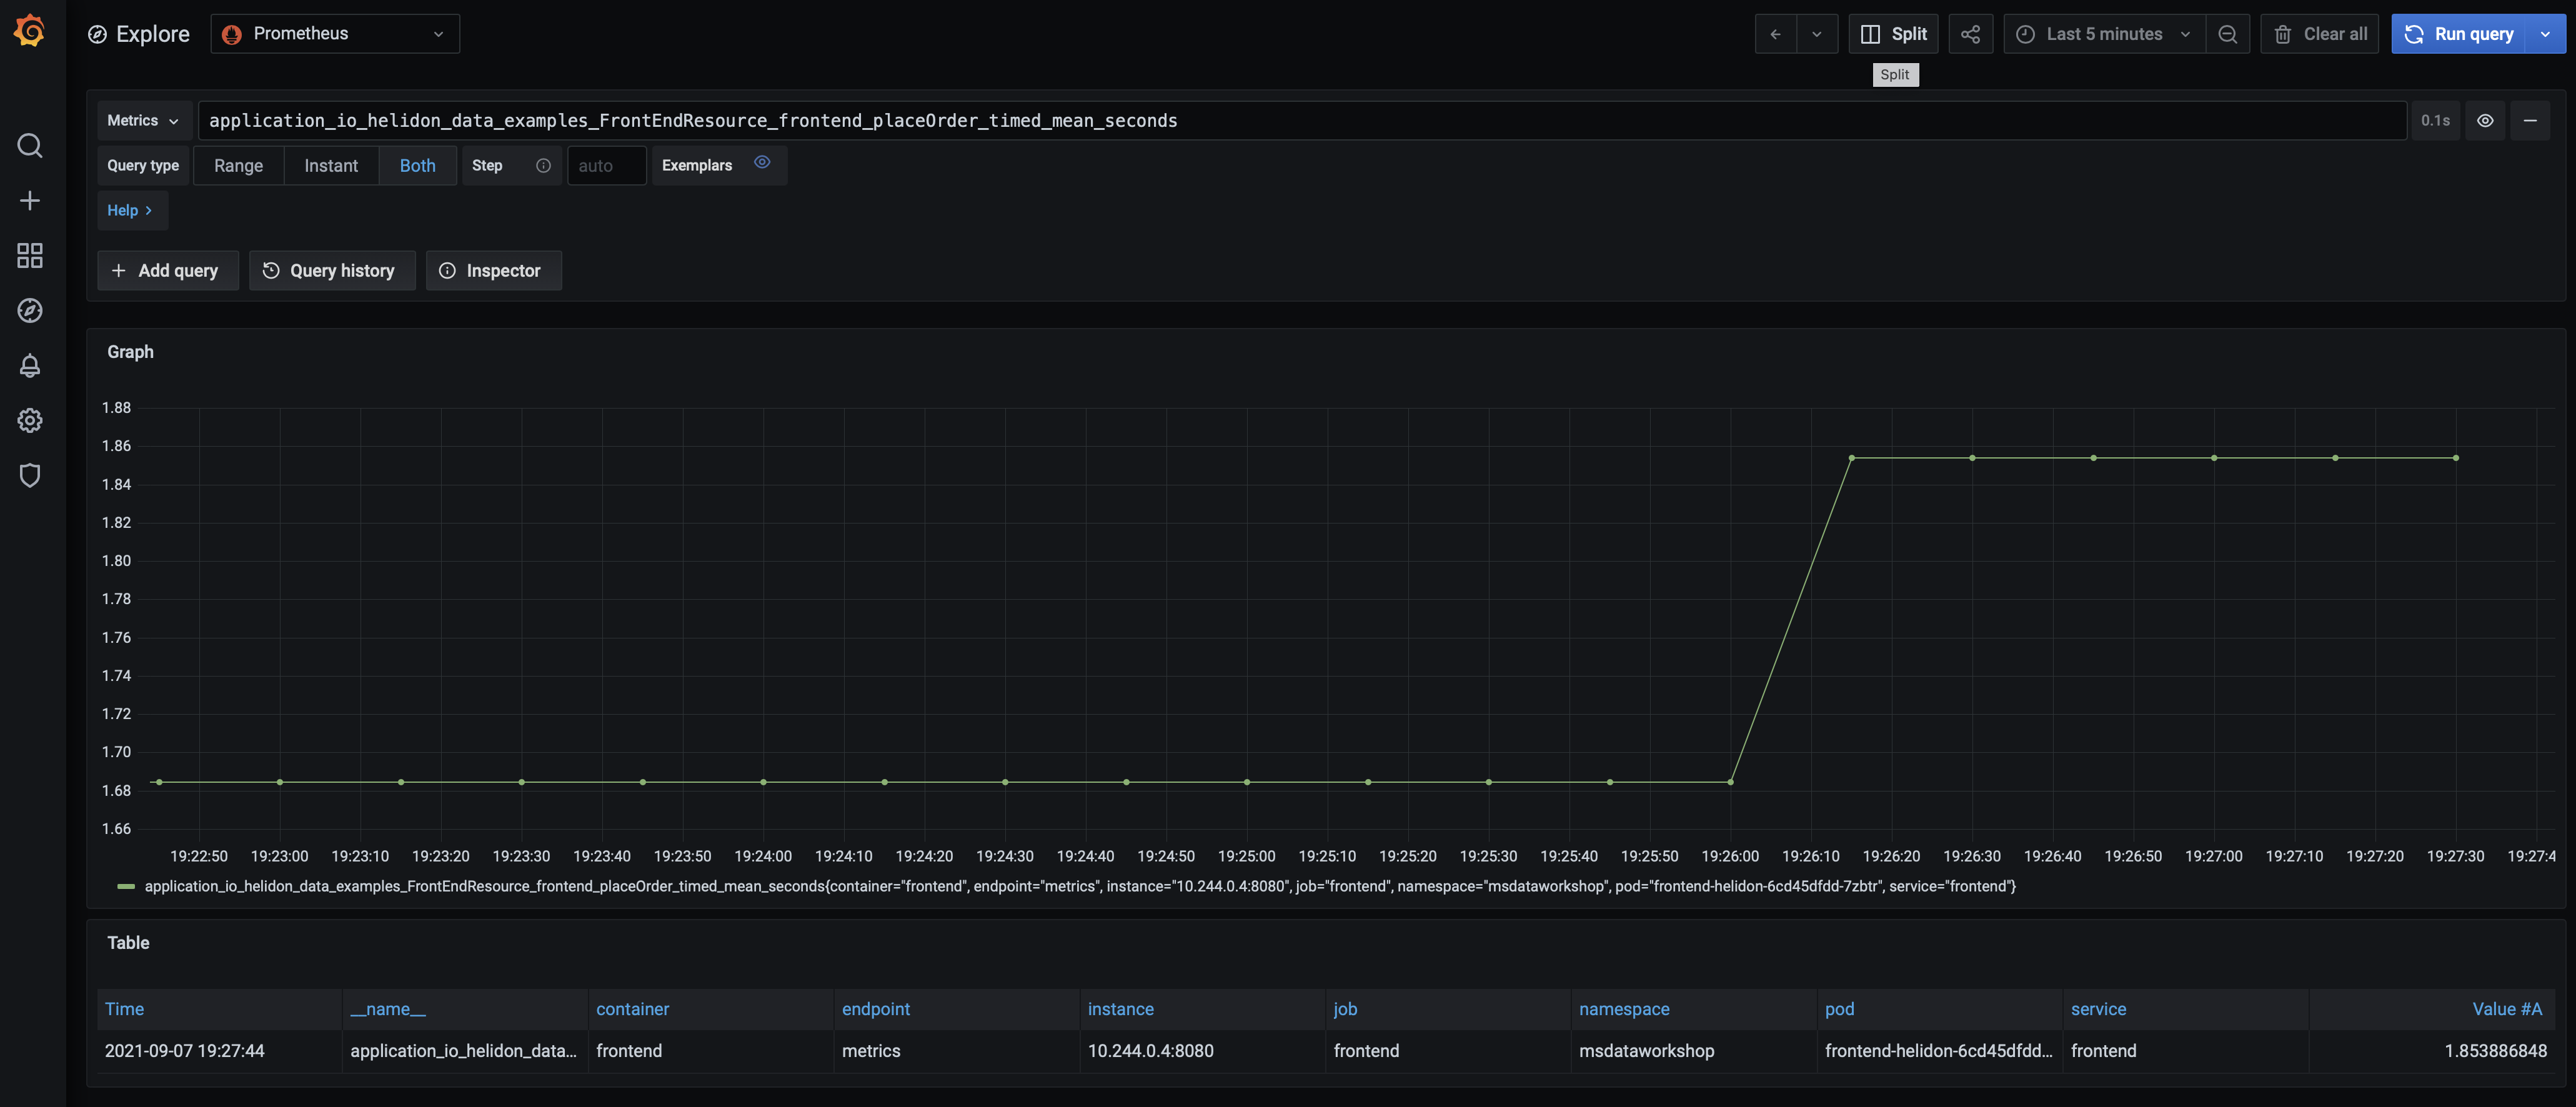 Explore Prometheus Split Last 5 minutes Clear all Run query
Split
Metrics application_io_helidon_data_examples_FrontEndResource_frontend_placeOrder_timed_mean_seconds 0.1s
Query type Range Instant Both Step auto Exemplars
Help
Add query Query history Inspector
Graph
1.88
1.86
1.84
1.82
1.80
1.78
1.76
1.74
1.72
1.70
1.68
1.66
19:22:50 19:23:00 19:23:10 19:23:20 19:23:30 19:23:40 19:23:50 19:24:00 19:24:10 19:24:20 19:24:30 19:24:40 19:24:50 19:25:00 19:25:10 19:25:20 19:25:30 19:25:40 19:25:50 19:26:00 19:26:10 19:26:20 19:26:30 19:26:40 19:26:50 19:27:00 19:27:10 19:27:20 19:27:30 19:27:4
application_io_helidon_data_examples_FrontEndResource_frontend_placeOrder_timed_mean_seconds{container="frontend", endpoint="metrics", instance="10.244.0.4:8080", job="frontend", namespace="msdataworkshop", pod="frontend-helidon-6cd45dfdd-7zbtr", service="frontend"}
Table
Time __name__ container endpoint instance job namespace pod service Value #A
2021-09-07 19:27:44 application_io_helidon_data... frontend metrics 10.244.0.4:8080 frontend msdataworkshop frontend-helidon-6cd45dfdd... frontend 1.853886848